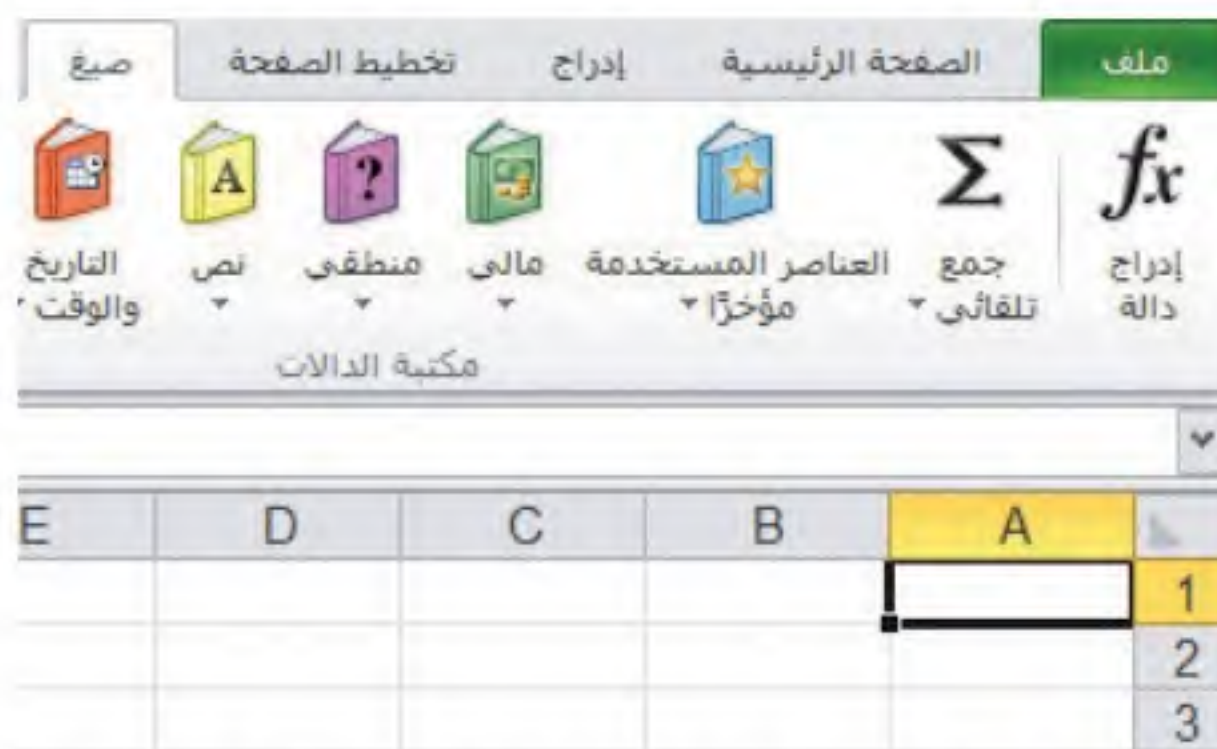 ملف الصفحة الرئيسية إدراج تخطيط الصفحة صيغ
fx Σ ? A
إدراج دالة
جمع تلقائي
العناصر المستخدمة مؤخرًا
مالي
منطقي
نص
التاريخ والوقت
مكتبة الدالات
A B C D E
1
2
3